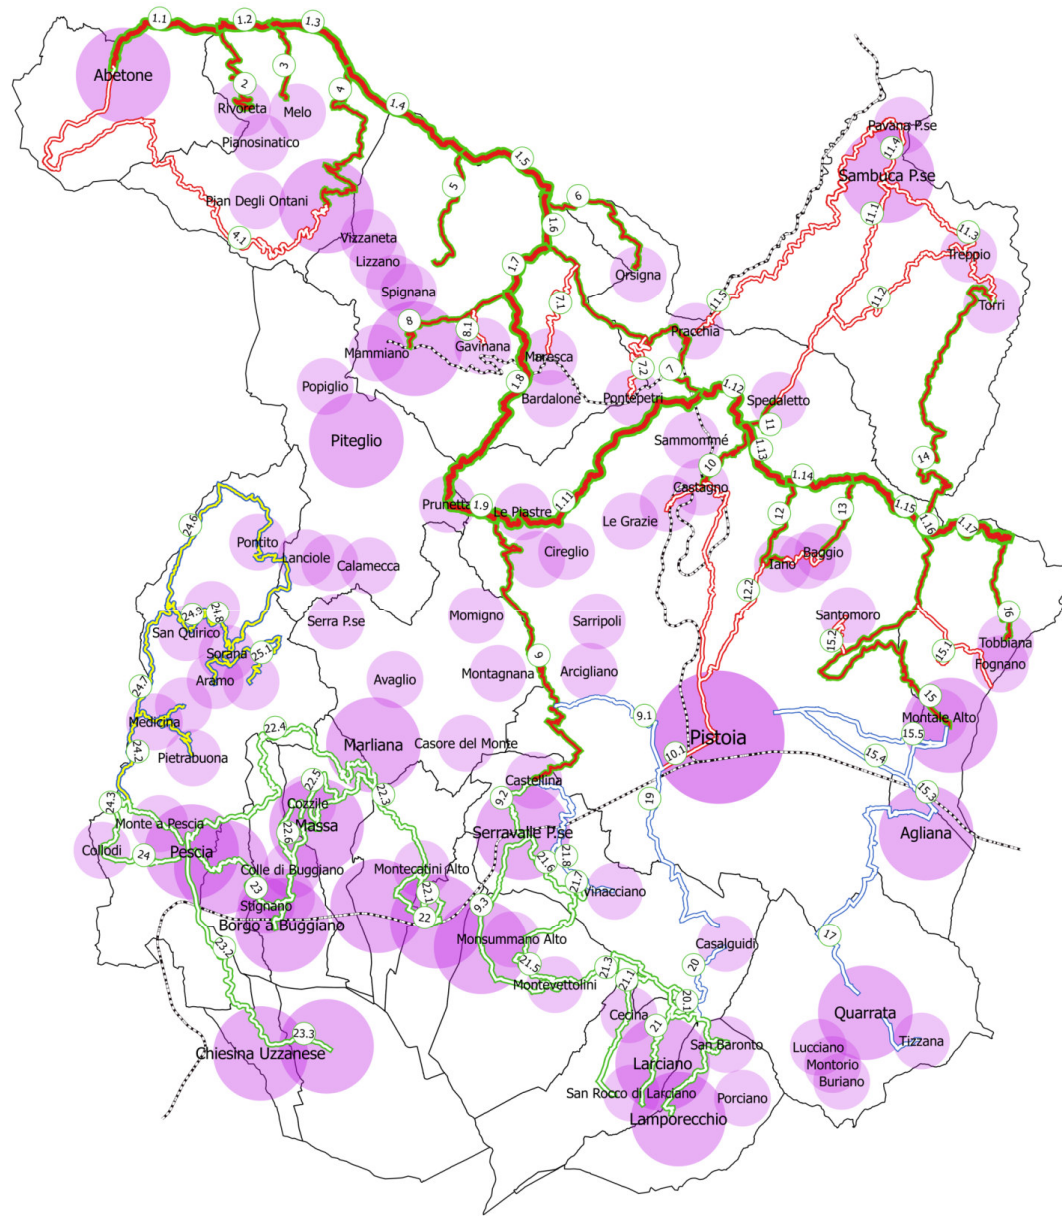 1.1
1.2
1.3
Abetone
2
3
4
1.4
Rivoreta
Melo
Pavana P.se
Pianosinatico
11.4
1.5
Sambuca P.se
5
6
Pian Degli Ontani
11.1
4.1
1.6
11.3
Vizzaneta
Treppio
Lizzano
1.7
Orsigna
Spignana
7.1
11.5
11.2
Torri
8
8.1
Pracchia
Mammiano
Gavinana
Maresca
7.2
7
1.8
1.12
Popiglio
Bardalone
Pontepetri
Spedaletto
11
Piteglio
Sammommé
1.13
10
14
1.14
Castagno
Prunetta
1.9
Le Piastre
1.11
1.15
Le Grazie
12
13
1.16
1.17
24.6
Pontito
Cireglio
Baggio
Lanciole
Iano
Calamecca
12.2
24.9
24.8
Serra P.se
Momigno
Sarripoli
Santomoro
16
San Quirico
15.2
Tobbiana
Sorana
25.1
9
15.1
Fognano
24.7
Aramo
Avaglio
Montagnana
Arcigliano
15
Medicina
9.1
Montale Alto
22.4
15.5
24.2
Marliana
Casore del Monte
Pistoia
Pietrabuona
10.1
15.4
22.5
Castellina
24.3
Cozzile
22.3
9.2
19
15.3
Monte a Pescia
Massa
Serravalle P.se
Agliana
22.6
Collodi
24
Pescia
21.6
21.8
Colle di Buggiano
Montecatini Alto
23
22.1
21.7
Vinacciano
Stignano
9.3
22
Borgo a Buggiano
17
23.2
Monsummano Alto
Casalguidi
21.5
21.3
20
21.1
Montevettolini
20.1
Cecina
Quarrata
21
23.3
San Baronto
Tizzana
Chiesina Uzzanese
Lucciano
Larciano
Montorio
Buriano
San Rocco di Larciano
Porciano
Lamporecchio